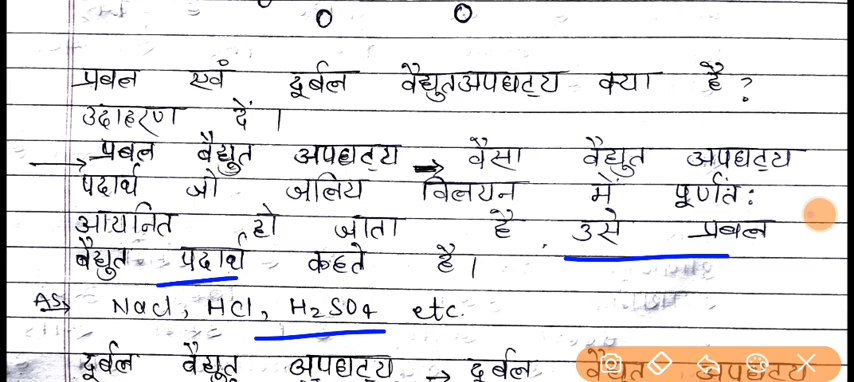 प्रबल एवं दुर्बल वैद्युतअपघट्य क्या है ?
उदाहरण दें ।
→ प्रबल वैद्युत अपघट्य → वैसा वैद्युत अपघट्य
पदार्थ जो जलिय विलयन में पूर्णतः
आयनित हो जाता है उसे प्रबल
वैद्युत पदार्थ कहते है ।
AS→ NaCl, HCl, H₂SO₄ etc.
दुर्बल वैद्युत अपघट्य → दुर्बल वैद्युत अपघट्य